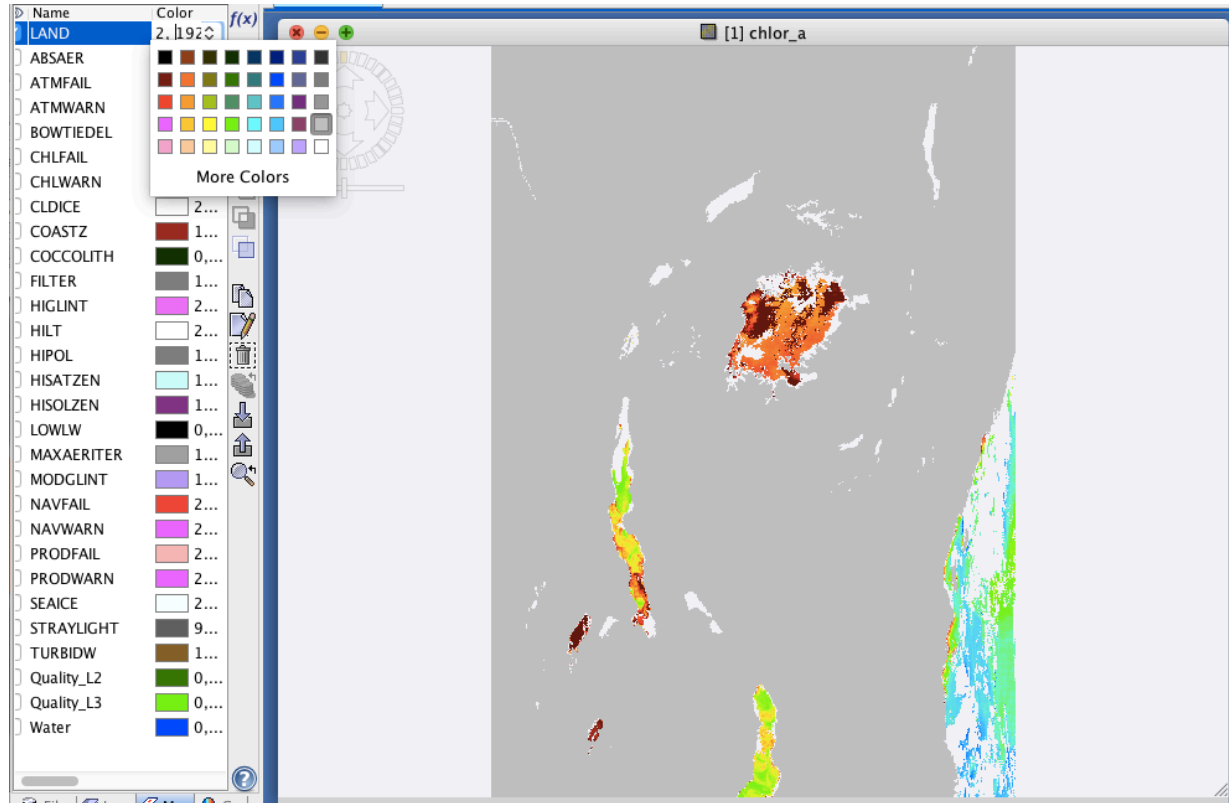 Name Color
f(x)
LAND 2, 192
[1] chlor_a
ABSAER
ATMFAIL
ATMWARN
BOWTIEDEL
CHLFAIL
CHLWARN
More Colors
CLDICE 2...
COASTZ 1...
COCCOLITH 0,...
FILTER 1...
HIGLINT 2...
HILT 2...
HIPOL 1...
HISATZEN 1...
HISOLZEN 1...
LOWLW 0,...
MAXAERITER 1...
MODGLINT 1...
NAVFAIL 2...
NAVWARN 2...
PRODFAIL 2...
PRODWARN 2...
SEAICE 2...
STRAYLIGHT 9...
TURBIDW 1...
Quality_L2 0,...
Quality_L3 0,...
Water 0,...